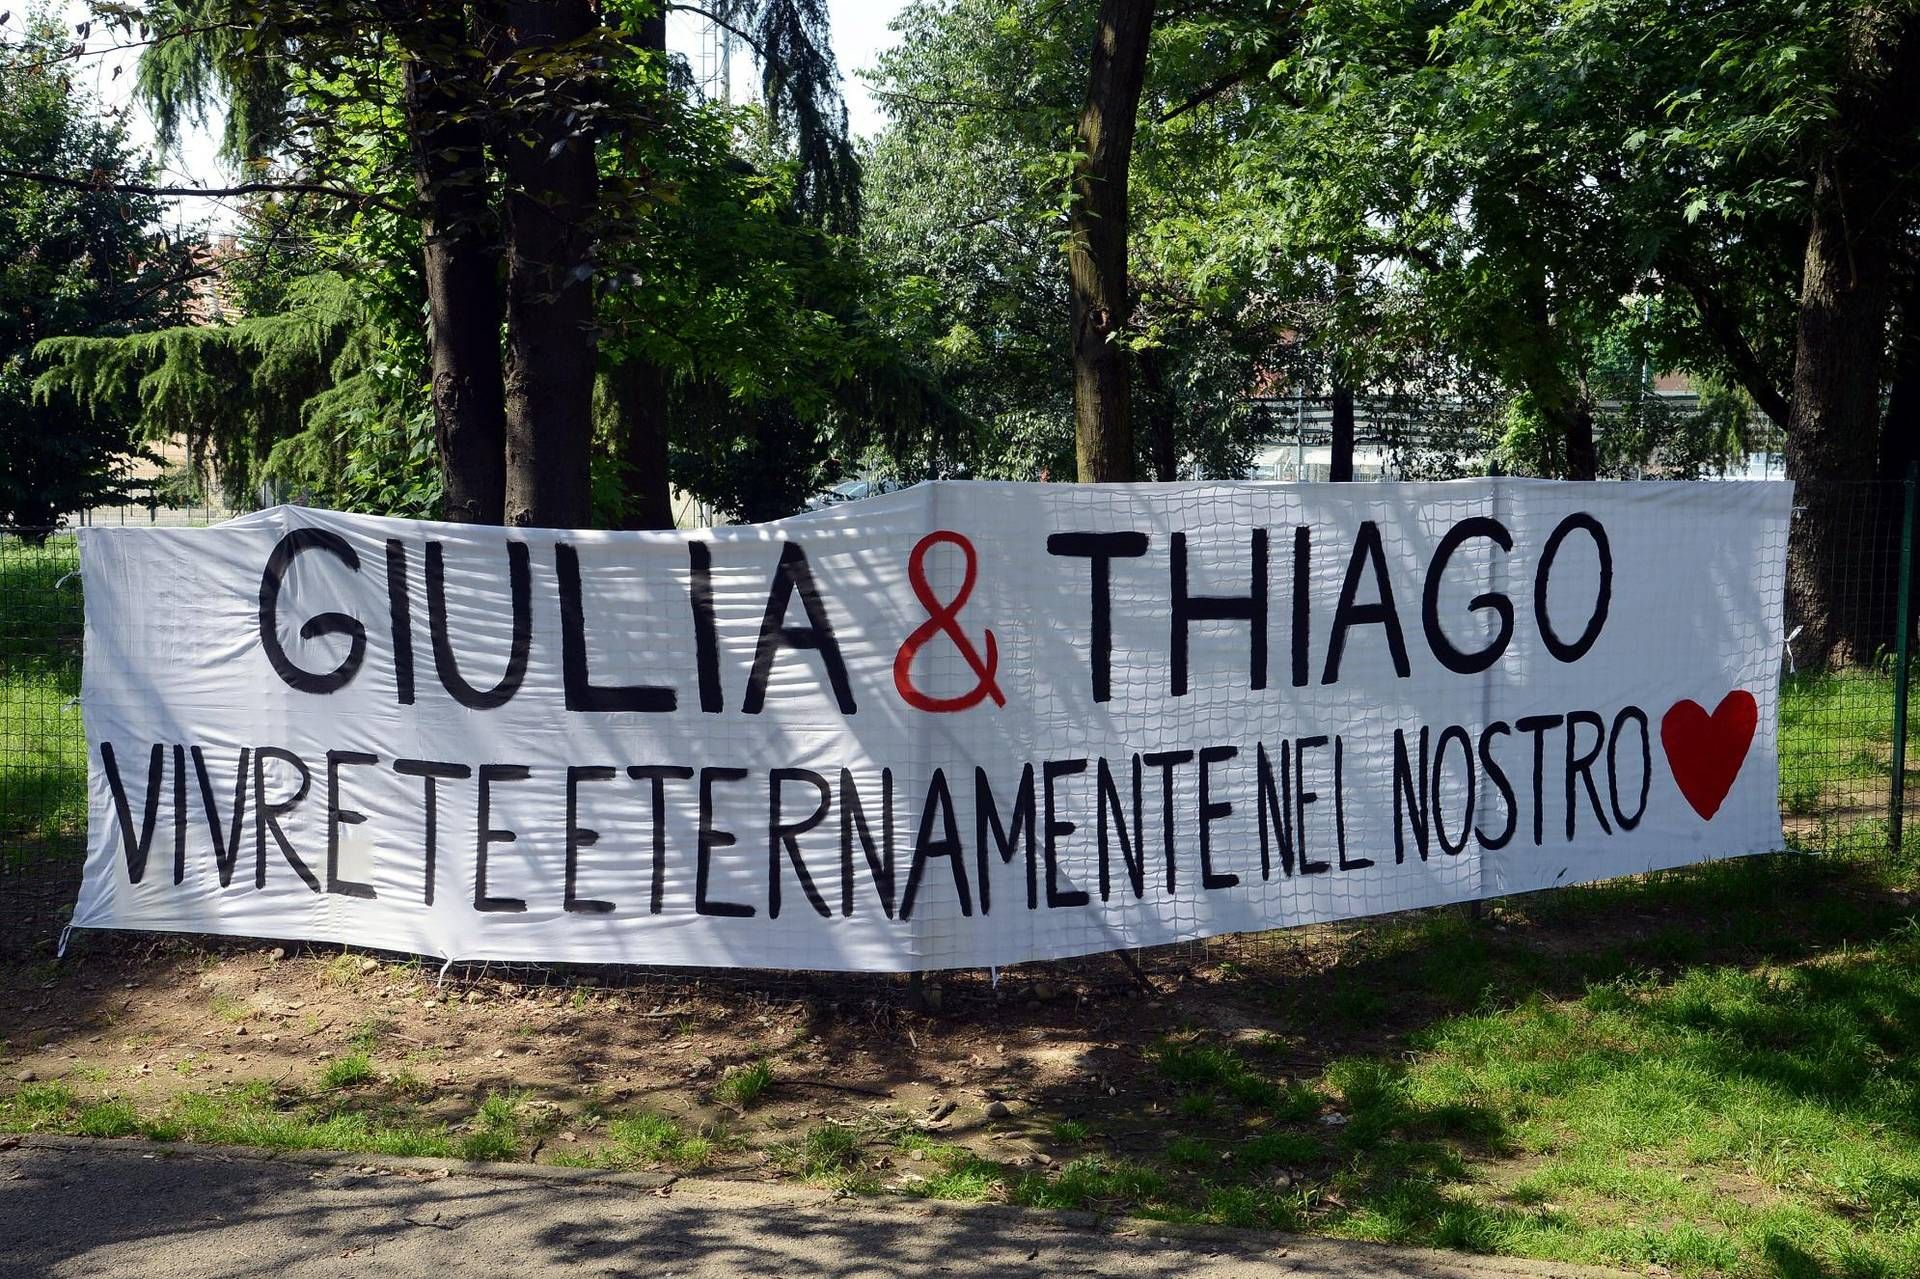 GIULIA & THIAGO
VIVRETE ETERNAMENTE NEL NOSTRO ♥